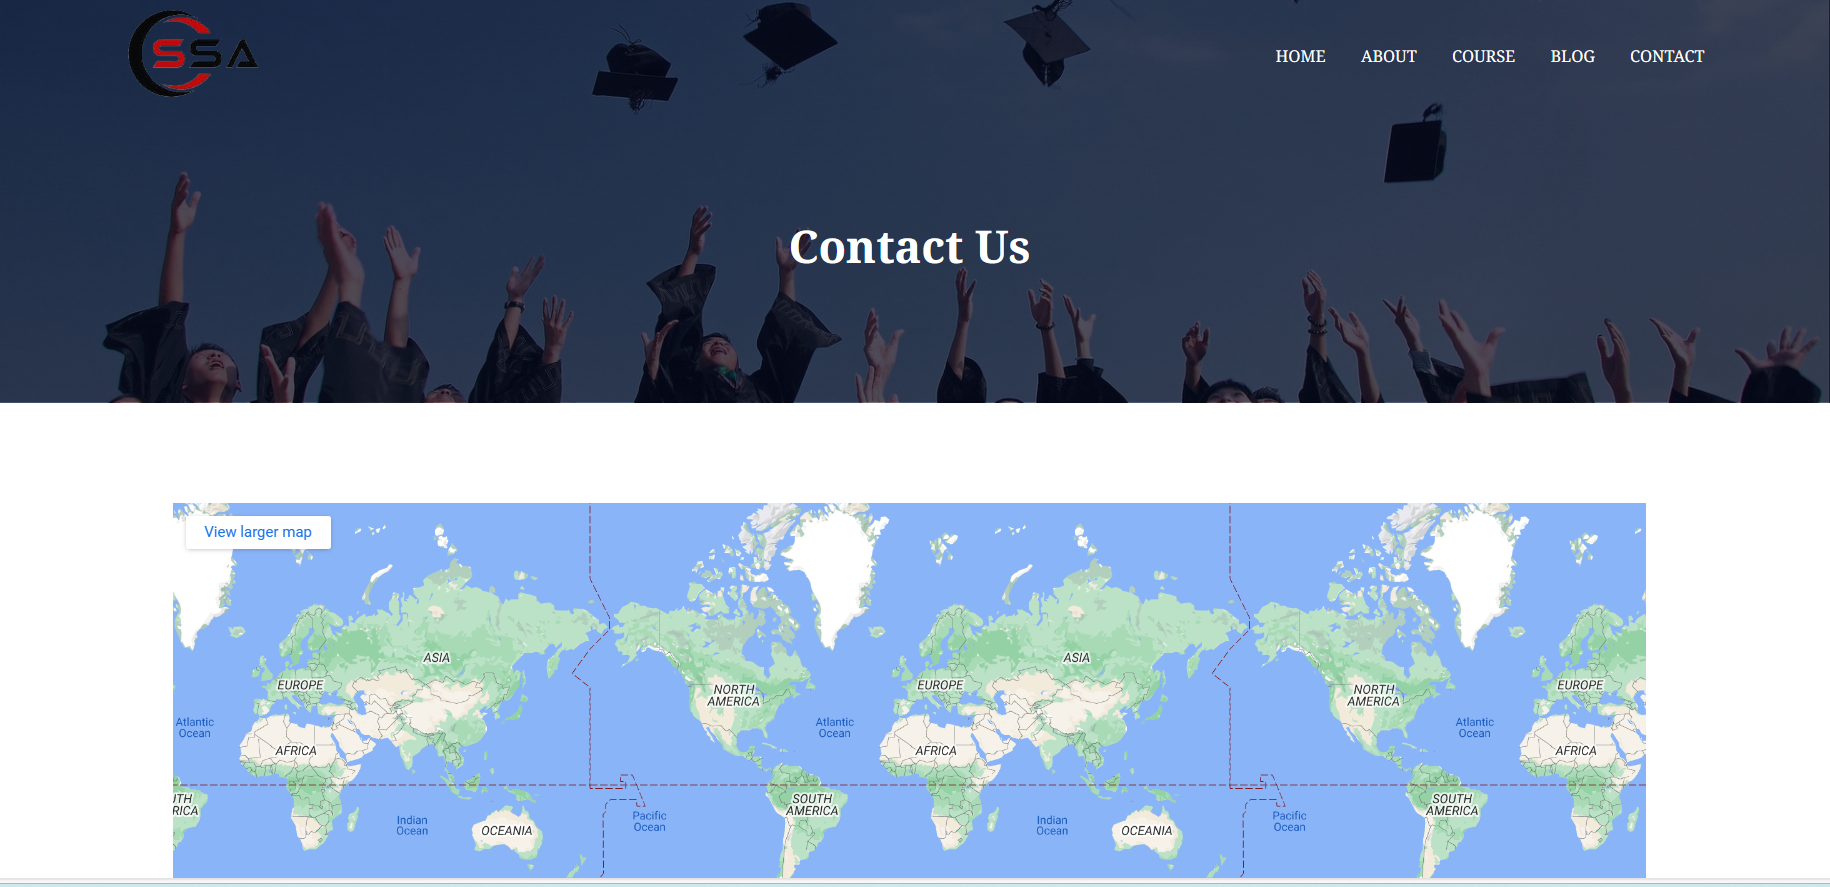 SSA
HOME
ABOUT
COURSE
BLOG
CONTACT
Contact Us
View larger map
ASIA
EUROPE
NORTH
AMERICA
Atlantic
Ocean
AFRICA
ITH
RICA
SOUTH
AMERICA
Indian
Ocean
OCEANIA
Pacific
Ocean
Atlantic
Ocean
ASIA
EUROPE
NORTH
AMERICA
AFRICA
Indian
Ocean
OCEANIA
Pacific
Ocean
SOUTH
AMERICA
Atlantic
Ocean
EUROPE
AFRICA